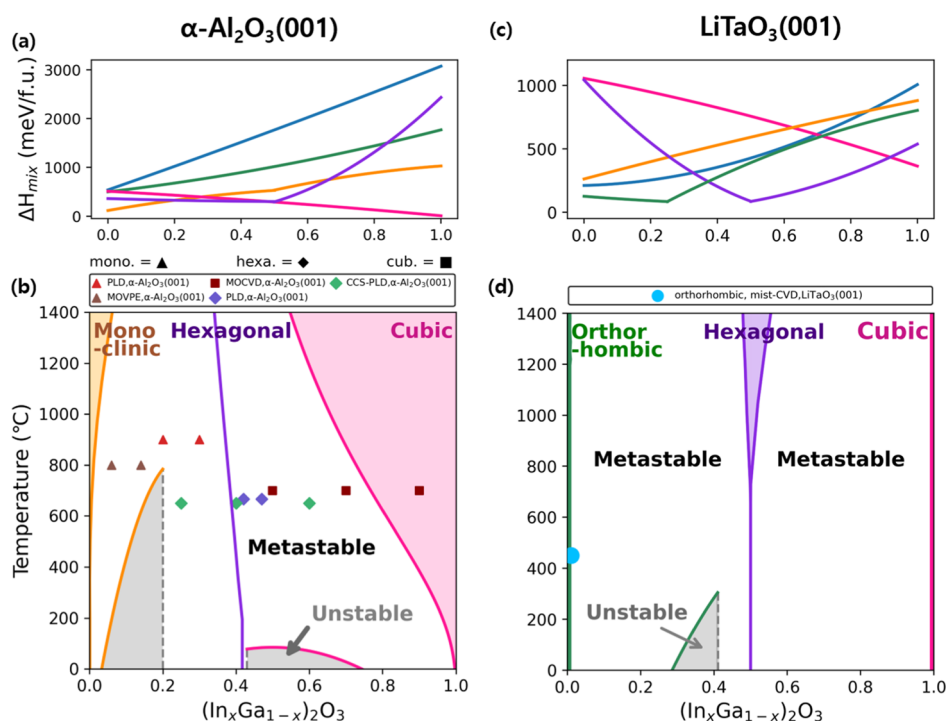 α-Al₂O₃(001)
LiTaO₃(001)
(a)
(c)
ΔHₘᵢₓ (meV/f.u.)
3000
2000
1000
0
0.0 0.2 0.4 0.6 0.8 1.0
1000
500
0
0.0 0.2 0.4 0.6 0.8 1.0
mono. = ▲ hexa. = ◆ cub. = ■
(b)
PLD,α-Al₂O₃(001) MOCVD,α-Al₂O₃(001) CCS-PLD,α-Al₂O₃(001)
MOVPE,α-Al₂O₃(001) PLD,α-Al₂O₃(001)
(d)
orthorhombic, mist-CVD,LiTaO₃(001)
Temperature (℃)
1400
1200
1000
800
600
400
200
0
Mono
-clinic
Hexagonal
Cubic
Metastable
Unstable
0.0 0.2 0.4 0.6 0.8 1.0
(InₓGa₁₋ₓ)₂O₃
1400
1200
1000
800
600
400
200
0
Orthor
-hombic
Hexagonal
Cubic
Metastable
Metastable
Unstable
0.0 0.2 0.4 0.6 0.8 1.0
(InₓGa₁₋ₓ)₂O₃